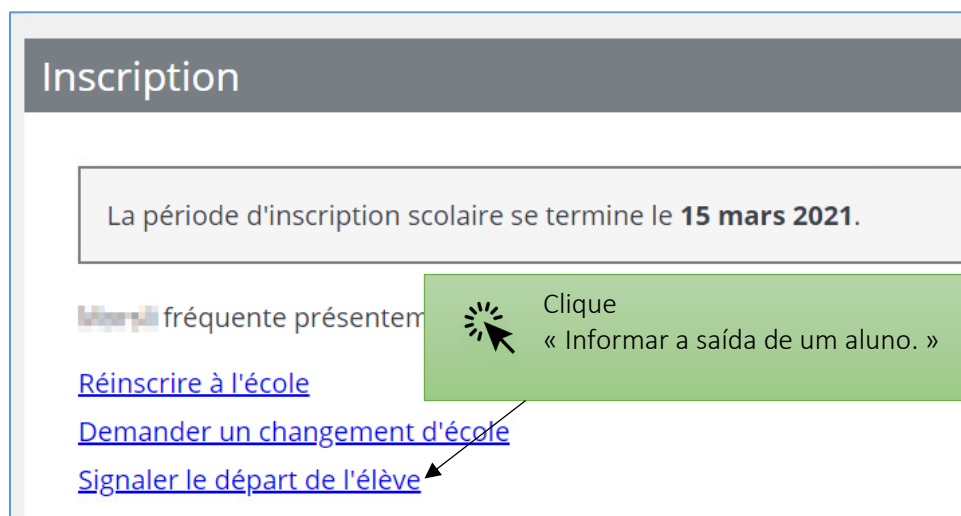 Inscription
La période d'inscription scolaire se termine le 15 mars 2021.
fréquente présentem
Clique
« Informar a saída de um aluno. »
Réinscrire à l'école
Demander un changement d'école
Signaler le départ de l'élève